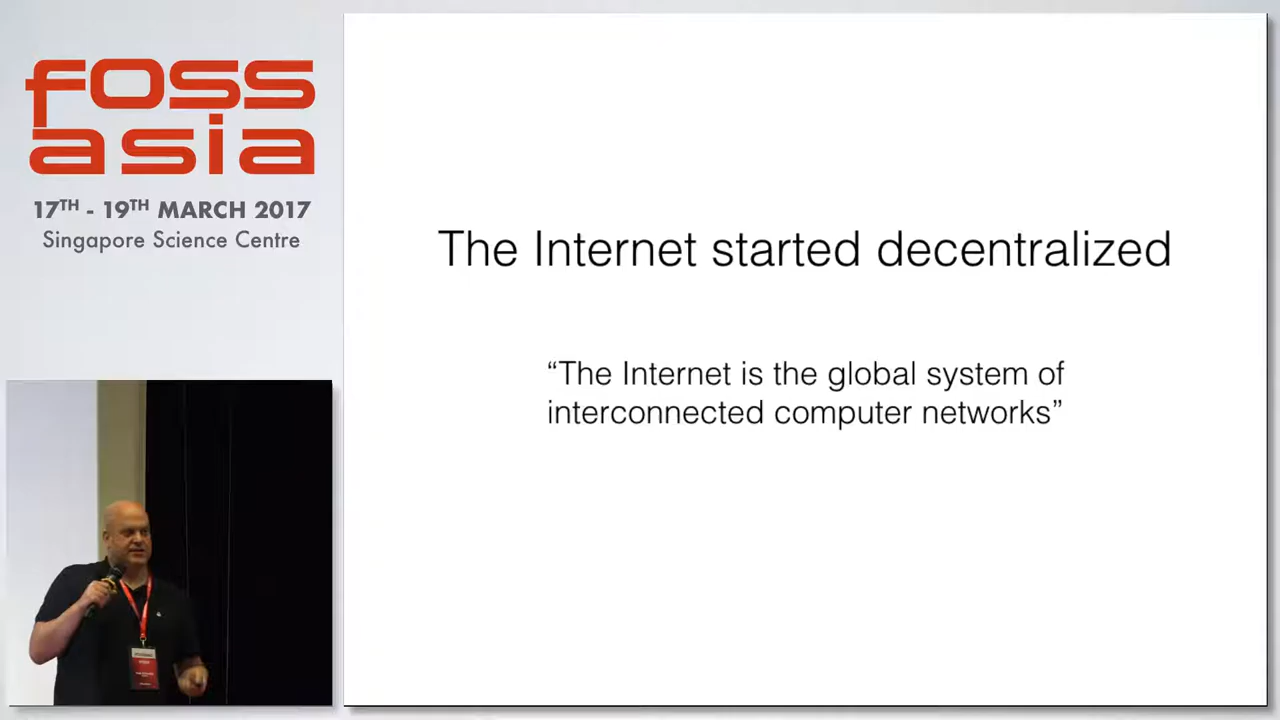 foss
asia
17TH - 19TH MARCH 2017
Singapore Science Centre
The Internet started decentralized
“The Internet is the global system of
interconnected computer networks”